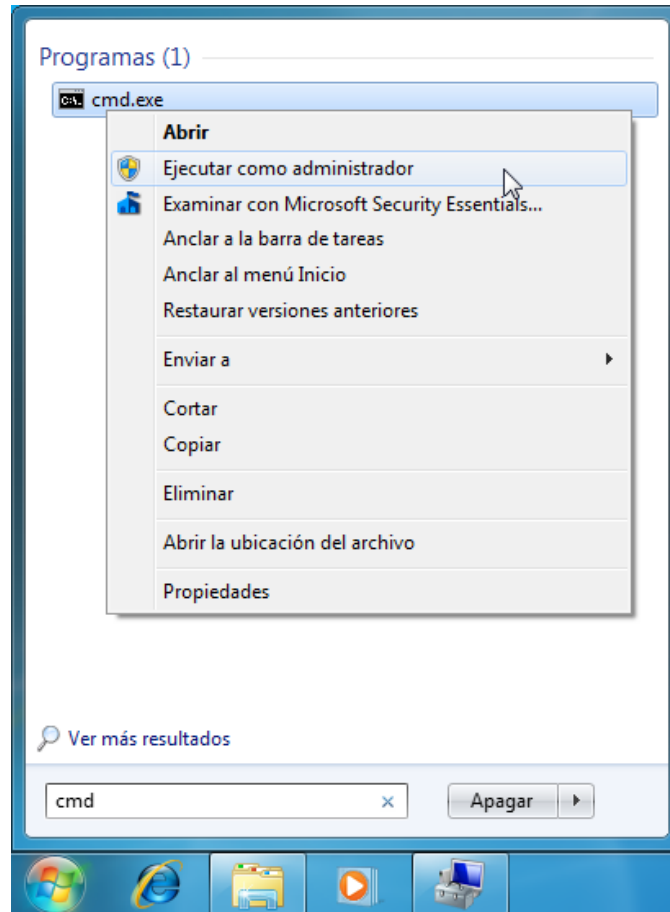 Programas (1)
cmd.exe
Abrir
Ejecutar como administrador
Examinar con Microsoft Security Essentials...
Anclar a la barra de tareas
Anclar al menú Inicio
Restaurar versiones anteriores
Enviar a
Cortar
Copiar
Eliminar
Abrir la ubicación del archivo
Propiedades
Ver más resultados
cmd
Apagar